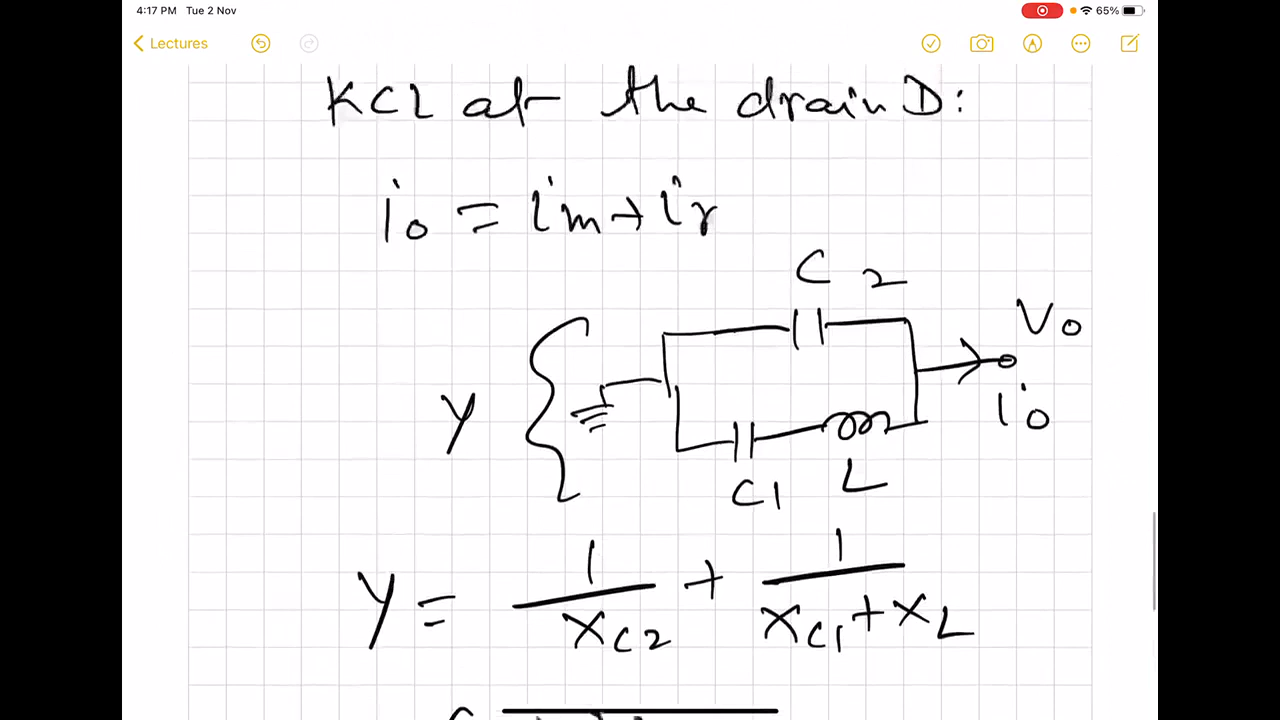 4:17 PM Tue 2 Nov
65%
Lectures
KCL at the drain D:
io = im + ir
C2
Vo
Y
io
C1
L
Y = 1/XC2 + 1/(XC1 + XL)